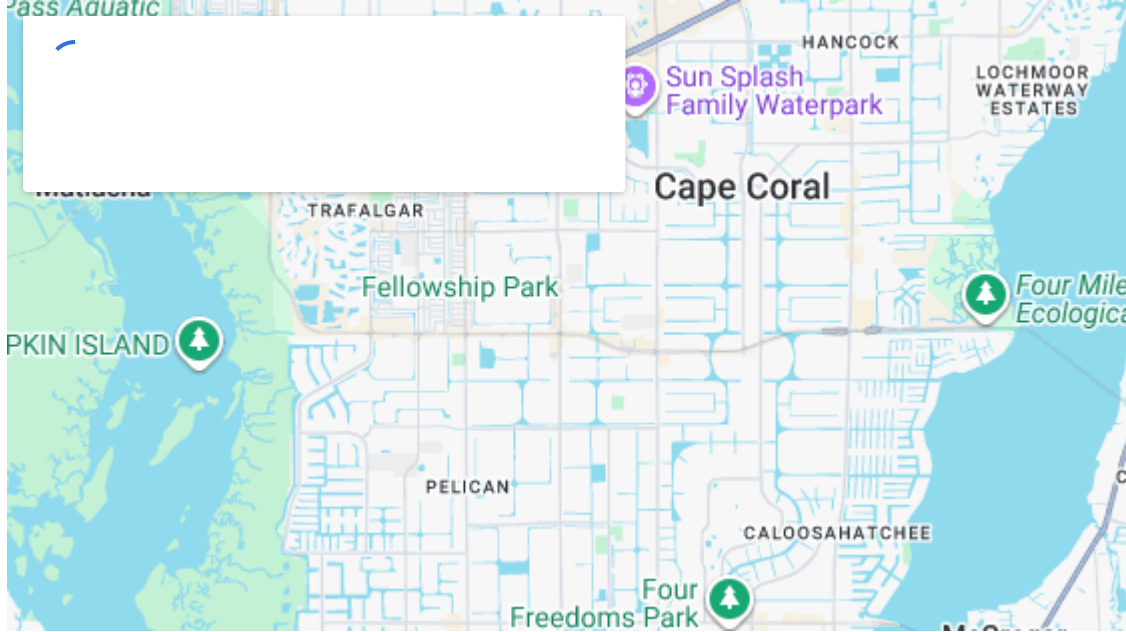 Pass Aquatic
HANCOCK
Sun Splash
Family Waterpark
LOCHMOOR
WATERWAY
ESTATES
Matlacha
Cape Coral
TRAFALGAR
Fellowship Park
Four Mile
Ecologica
PKIN ISLAND
PELICAN
CALOOSAHATCHEE
Four
Freedoms Park